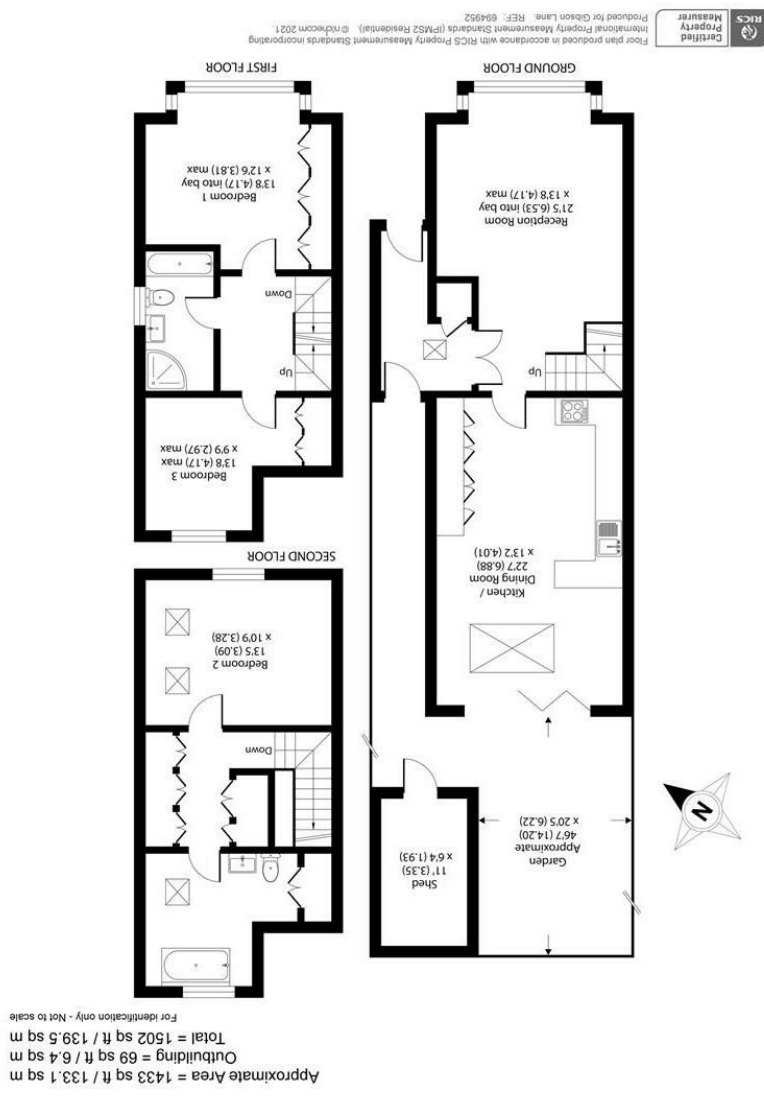 Approximate Area = 1433 sq ft / 133.1 sq m
Outbuilding = 69 sq ft / 6.4 sq m
Total = 1502 sq ft / 139.5 sq m
For identification only - Not to scale
Garden
Approximate
46'7 (14.20)
x 20'5 (6.22)
Shed
11' (3.35)
x 6'4 (1.93)
N
Kitchen /
Dining Room
22'7 (6.88)
x 13'2 (4.01)
Up
Reception Room
21'5 (6.53) into bay
x 13'8 (4.17) max
GROUND FLOOR
Down
Bedroom 2
13'5 (3.09)
x 10'9 (3.28)
SECOND FLOOR
Bedroom 3
13'8 (4.17) max
x 9'9 (2.97) max
Up
Down
Bedroom 1
13'8 (4.17) into bay
x 12'6 (3.81) max
FIRST FLOOR
RICS
Certified
Property
Measurer
Floor plan produced in accordance with RICS Property Measurement Standards incorporating
International Property Measurement Standards (IPMS2 Residential). © nichecom 2021.
Produced for Gibson Lane. REF: 694952